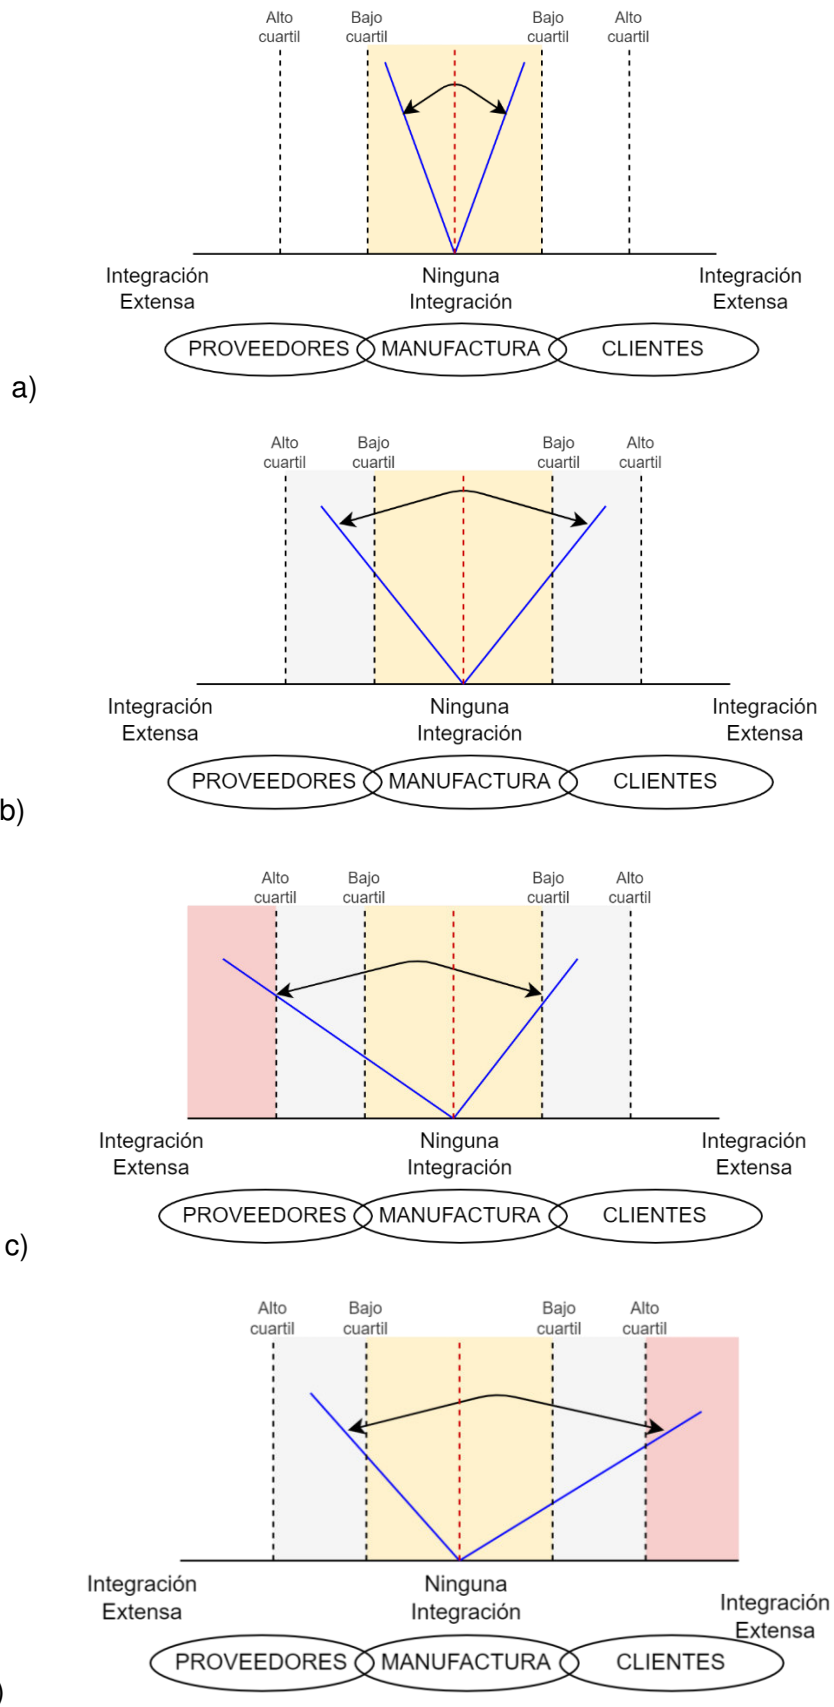 Alto Bajo Bajo Alto
cuartil cuartil cuartil cuartil
Integración Ninguna Integración
Extensa Integración Extensa
PROVEEDORES MANUFACTURA CLIENTES
a)
Alto Bajo Bajo Alto
cuartil cuartil cuartil cuartil
Integración Ninguna Integración
Extensa Integración Extensa
PROVEEDORES MANUFACTURA CLIENTES
b)
Alto Bajo Bajo Alto
cuartil cuartil cuartil cuartil
Integración Ninguna Integración
Extensa Integración Extensa
PROVEEDORES MANUFACTURA CLIENTES
c)
Alto Bajo Bajo Alto
cuartil cuartil cuartil cuartil
Integración Ninguna Integración
Extensa Integración Extensa
PROVEEDORES MANUFACTURA CLIENTES
)